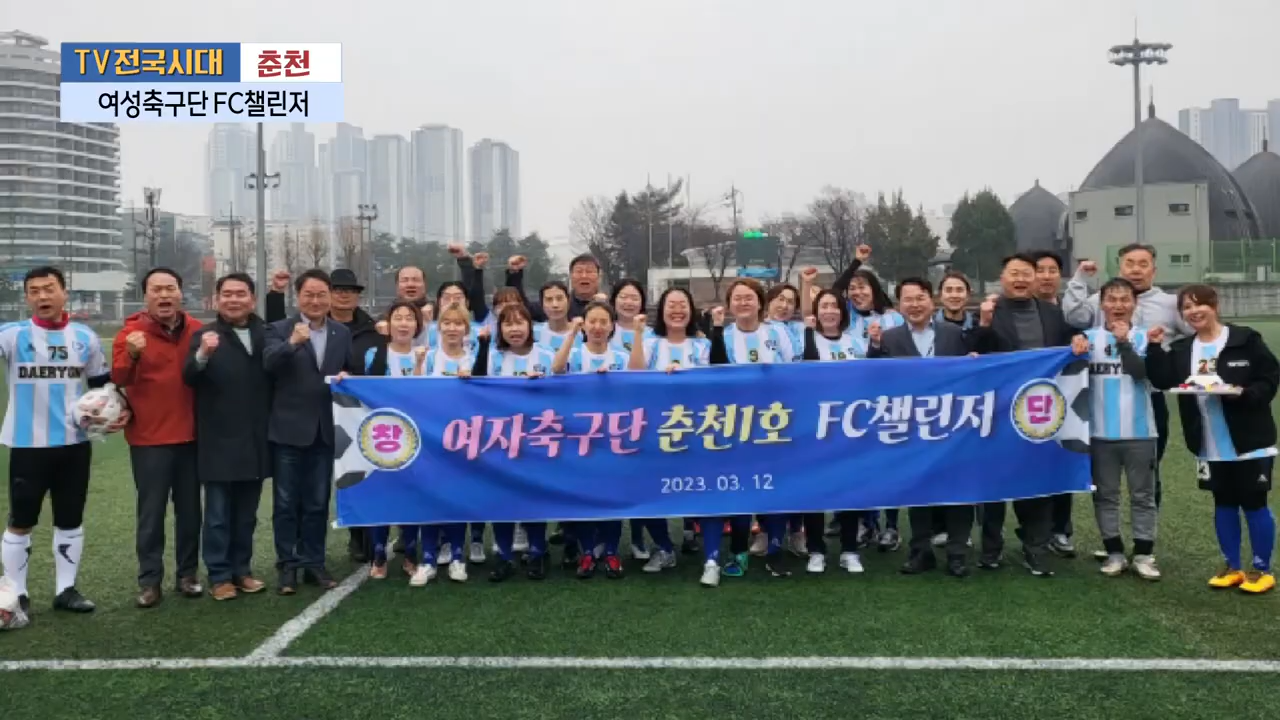 TV전국시대 춘천
여성축구단 FC챌린저
창 여자축구단 춘천1호 FC챌린저 단
2023. 03. 12
75
DAERYONG
9